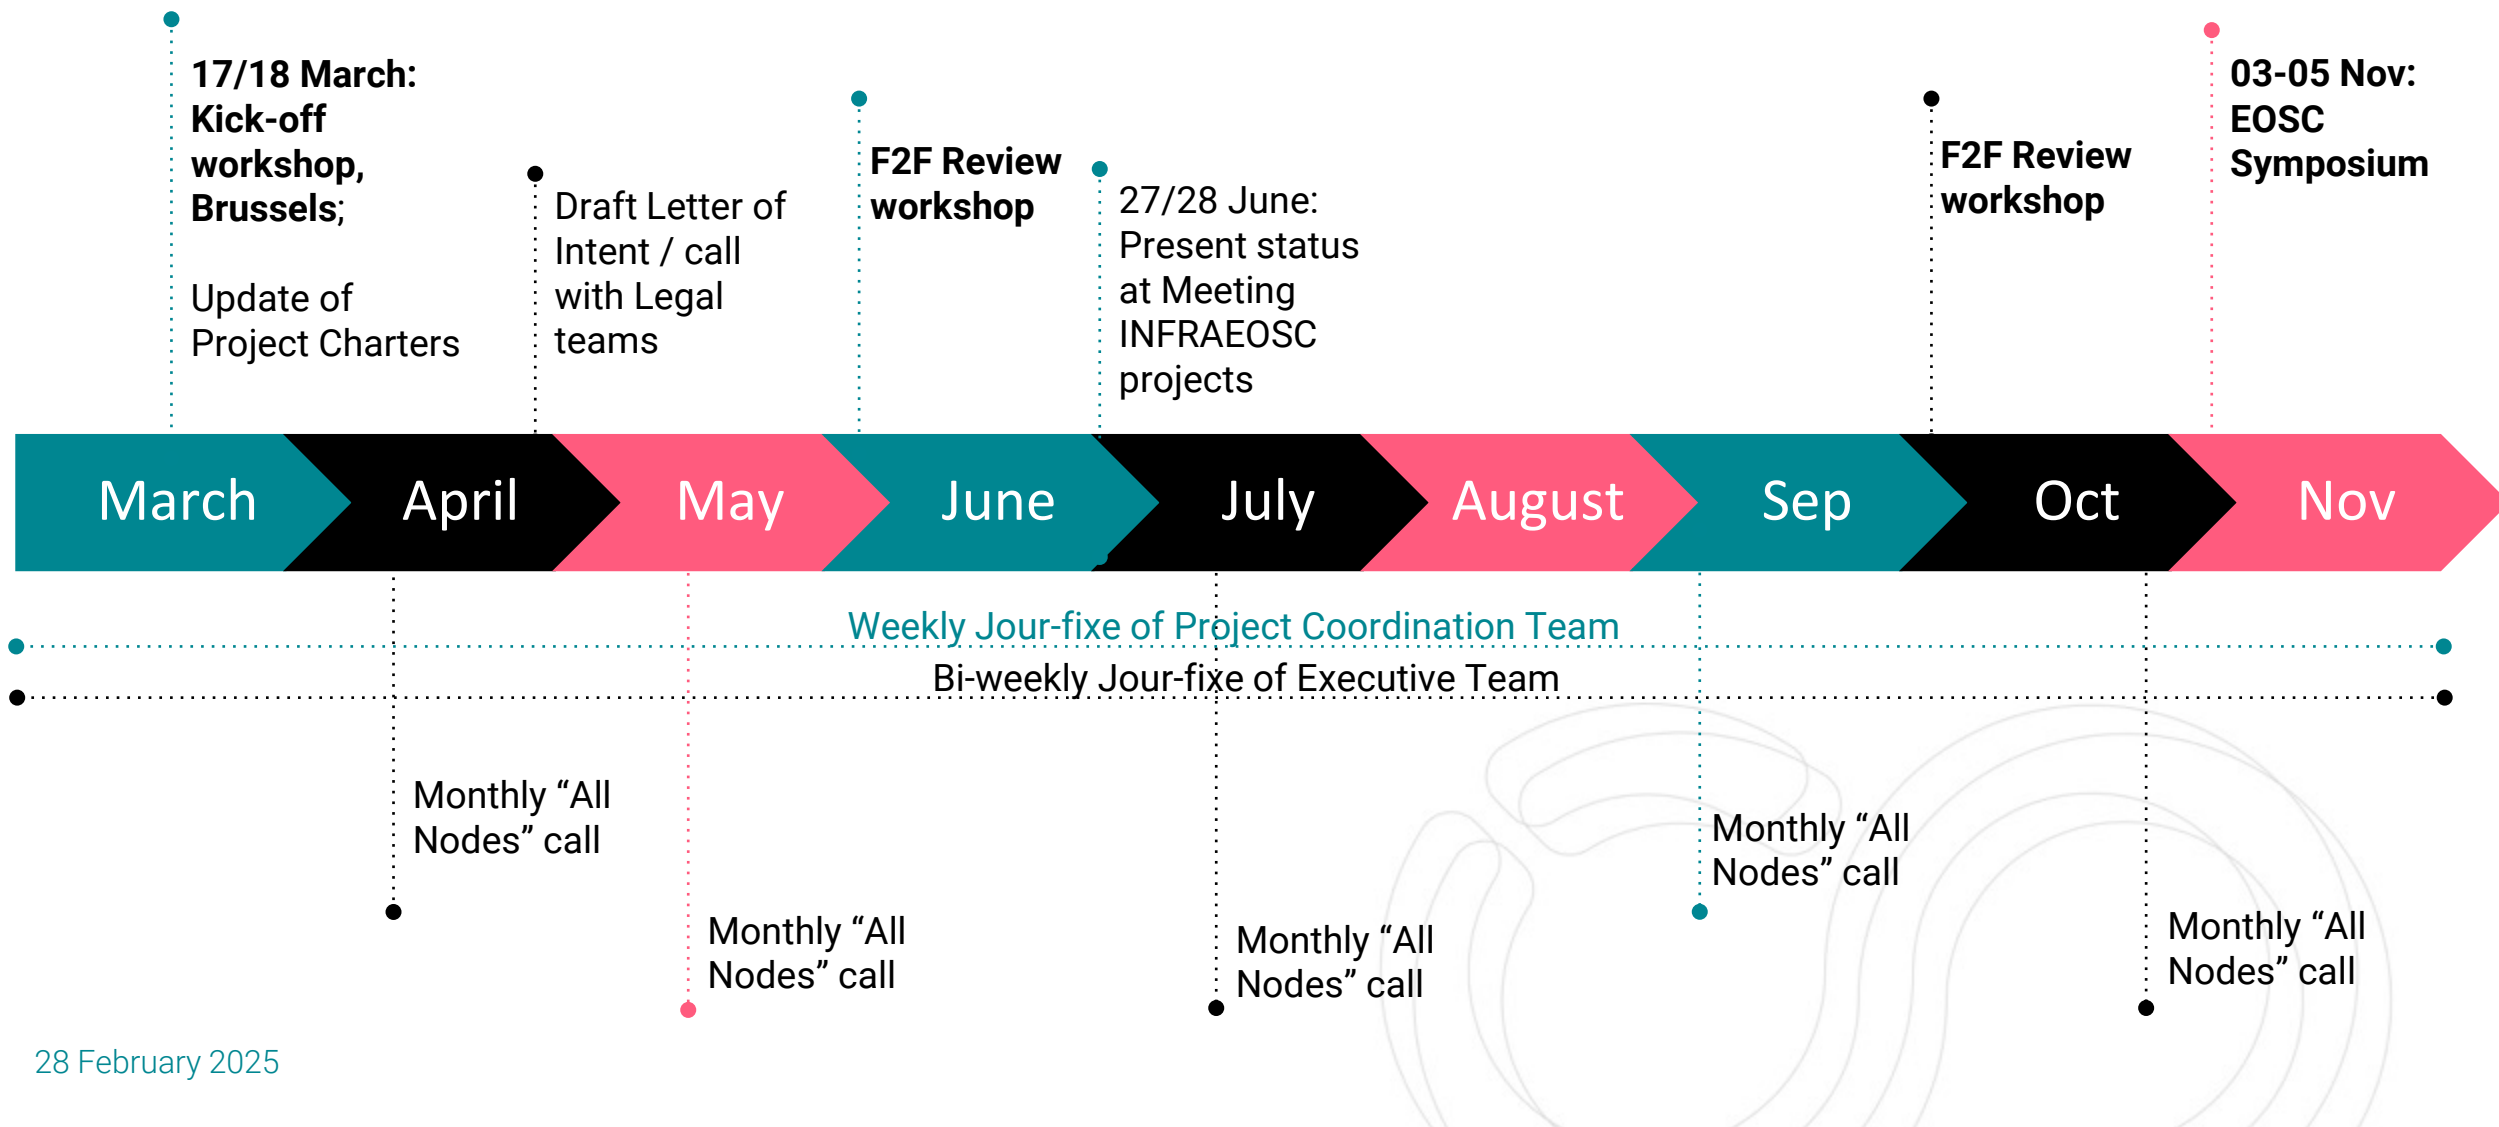 17/18 March:
Kick-off
workshop,
Brussels;
Update of
Project Charters
Draft Letter of
Intent / call
with Legal
teams
F2F Review
workshop
27/28 June:
Present status
at Meeting
INFRAEOSC
projects
F2F Review
workshop
03-05 Nov:
EOSC
Symposium
March
April
May
June
July
August
Sep
Oct
Nov
Weekly Jour-fixe of Project Coordination Team
Bi-weekly Jour-fixe of Executive Team
Monthly “All
Nodes” call
Monthly “All
Nodes” call
Monthly “All
Nodes” call
Monthly “All
Nodes” call
Monthly “All
Nodes” call
28 February 2025